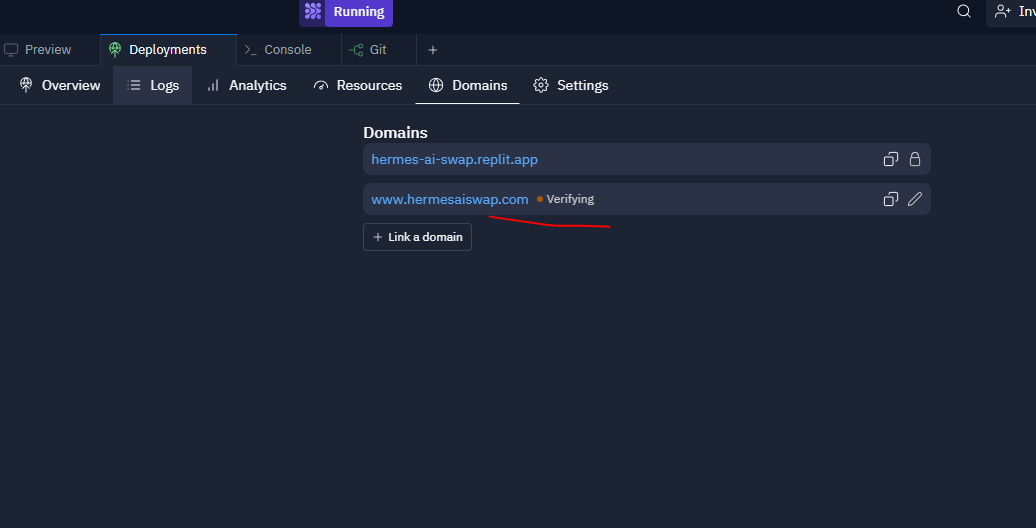 Running
Inv
Preview Deployments Console Git
Overview Logs Analytics Resources Domains Settings
Domains
hermes-ai-swap.replit.app
www.hermesaiswap.com Verifying
+ Link a domain